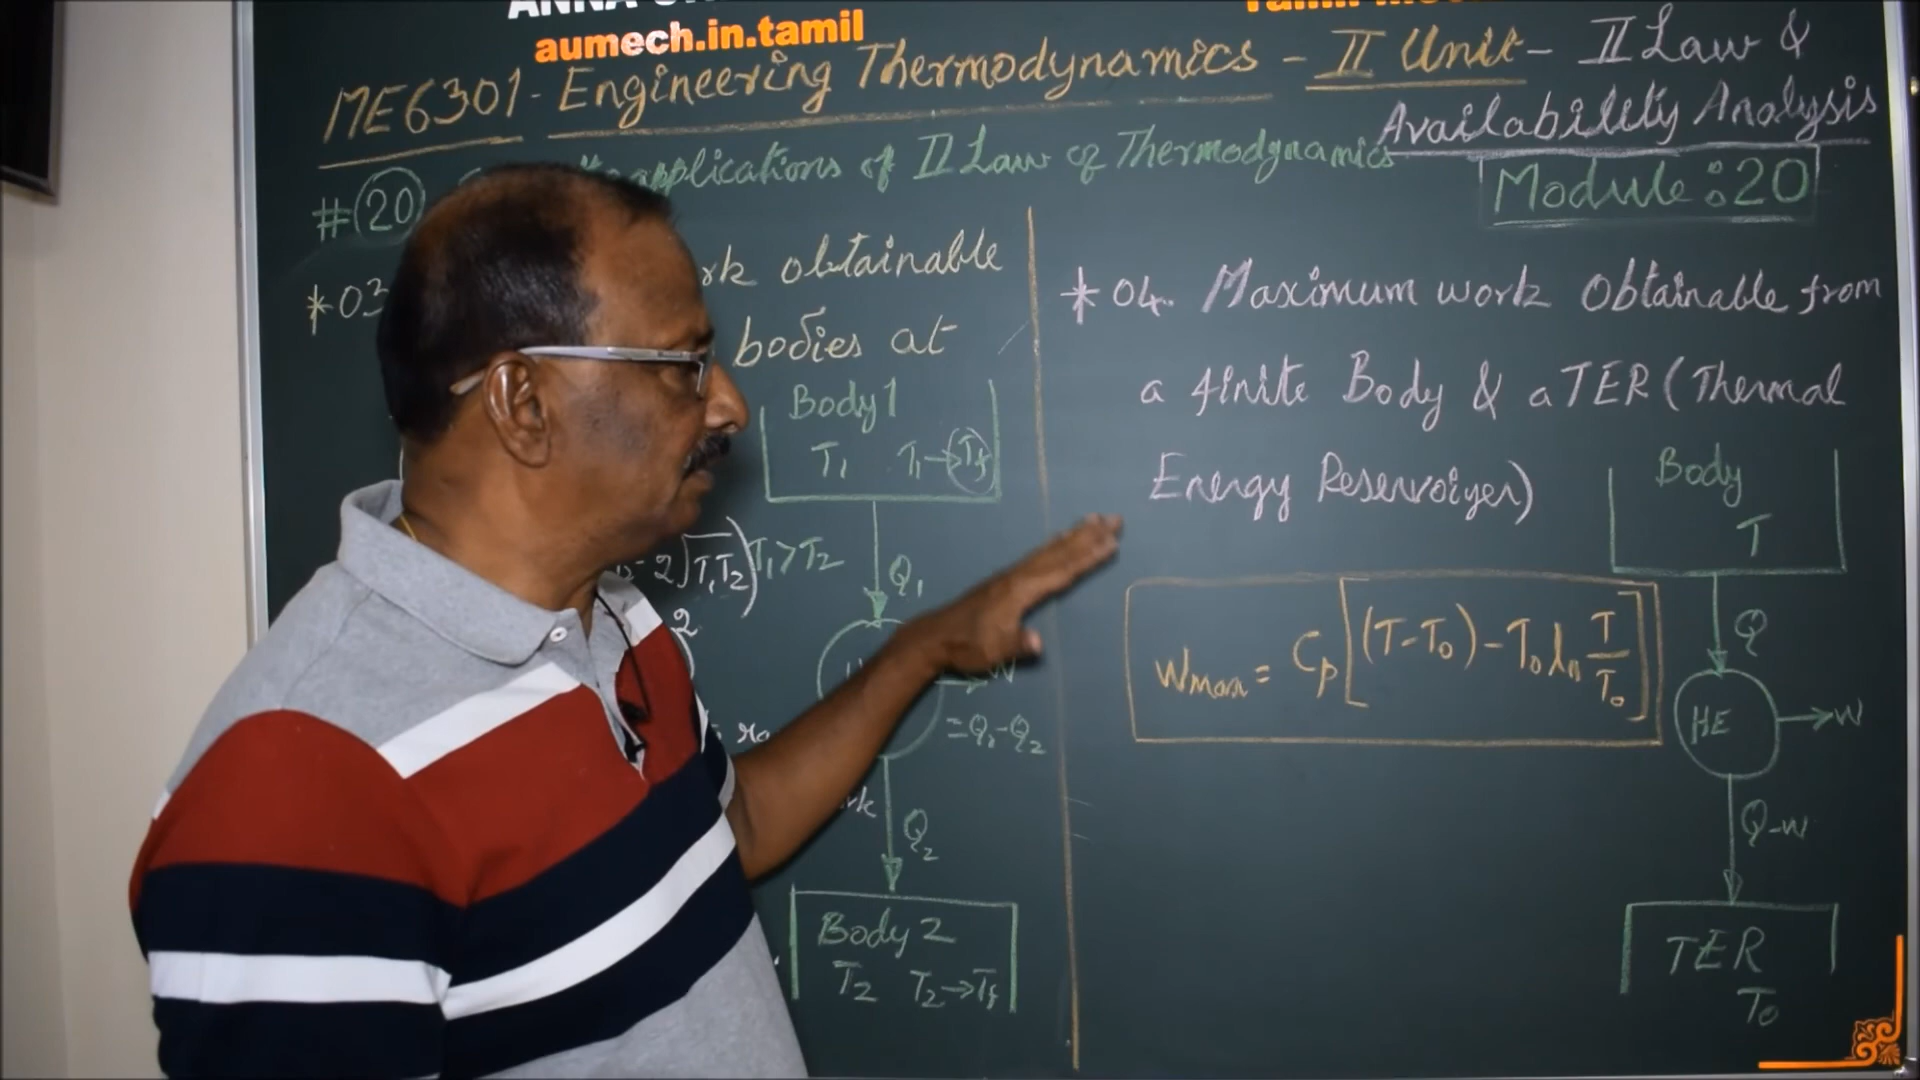 aumech.in.tamil
ME6301 - Engineering Thermodynamics - II Unit - II Law &
Availability Analysis
#20 applications of II Law of Thermodynamics
Module : 20
*03 obtainable
bodies at
Body 1
T₁ T₁→Tf
2√T₁T₂) T₁>T₂
Q₁
2
W
= Q₁-Q₂
Q₂
Body 2
T₂ T₂→Tf
*04. Maximum work obtainable from
a finite Body & a TER (Thermal
Energy Reservoiyer)
Body
T
Q
Wmax = Cp[(T-T₀)-T₀ ln T/T₀]
HE → W
Q-W
TER
T₀